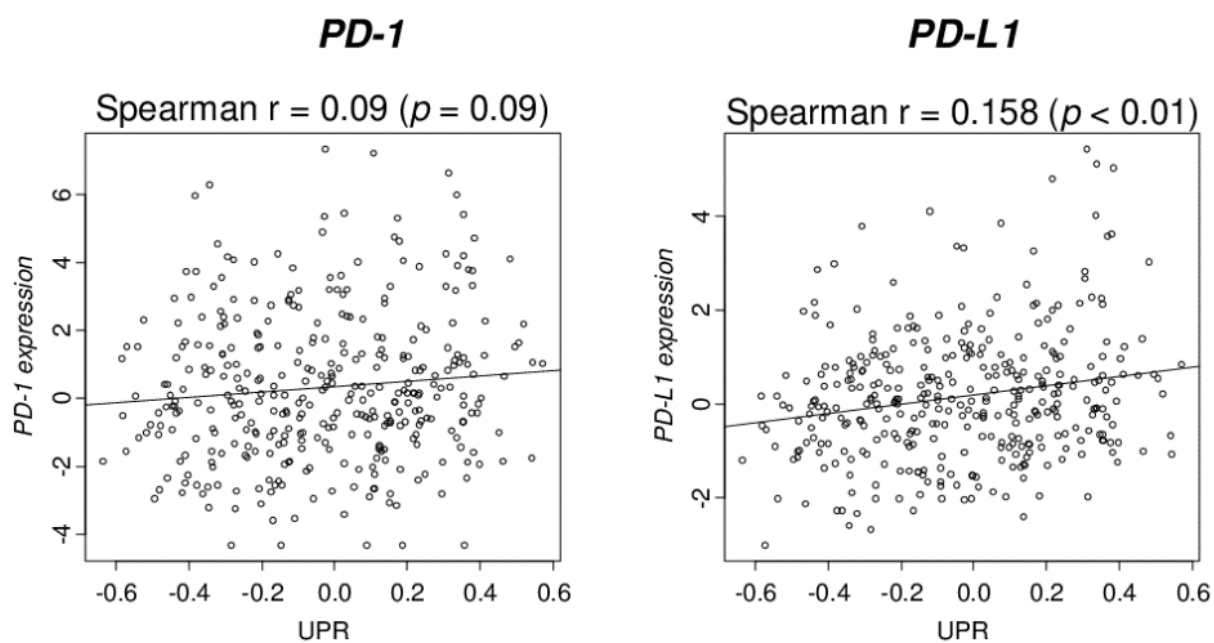 PD-1
Spearman r = 0.09 (p = 0.09)
PD-1 expression
6
4
2
0
-2
-4
-0.6 -0.4 -0.2 0.0 0.2 0.4 0.6
UPR
PD-L1
Spearman r = 0.158 (p < 0.01)
PD-L1 expression
4
2
0
-2
-0.6 -0.4 -0.2 0.0 0.2 0.4 0.6
UPR